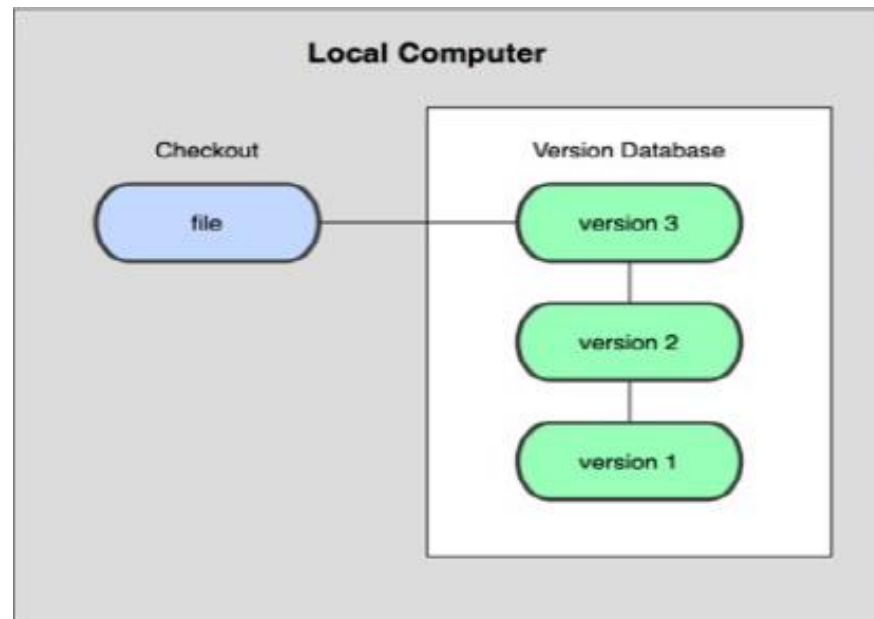 Local Computer
Checkout
Version Database
file
version 3
version 2
version 1